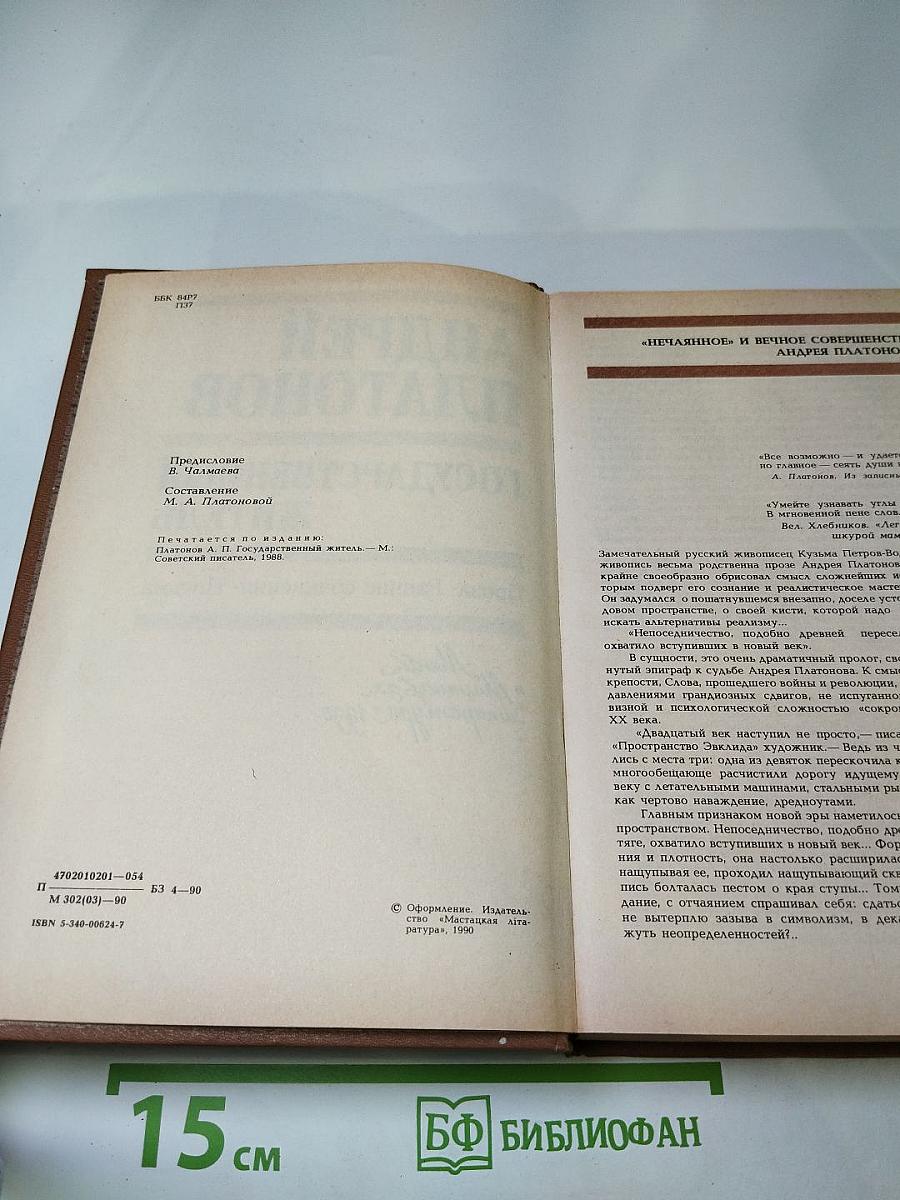 ББК 84Р7
П37
Предисловие
В. Чалмаева
Составление
М. А. Платоновой
Печатается по изданию:
Платонов А. П. Государственный житель.— М.:
Советский писатель, 1988.
П 4702010201—054 БЗ 4—90
М 302(03)—90
ISBN 5-340-00624-7
© Оформление. Издатель-
ство «Мастацкая літа-
ратура», 1990
«НЕЧАЯННОЕ» И ВЕЧНОЕ СОВЕРШЕНСТ
АНДРЕЯ ПЛАТОНО
«Все возможно — и удает
но главное — сеять души
А. Платонов. Из записн
«Умейте узнавать углы
В мгновенной пене слов
Вел. Хлебников. «Лег
шкурой мам
Замечательный русский живописец Кузьма Петров-Вод
живопись весьма родственна прозе Андрея Платонов
крайне своеобразно обрисовал смысл сложнейших и
торым подверг его сознание и реалистическое масте
Он задумался о пошатнувшемся внезапно, доселе усто
довом пространстве, о своей кисти, которой надо
искать альтернативы реализму...
«Непоседничество, подобно древней пересел
охватило вступивших в новый век».
В сущности, это очень драматичный пролог, сво
нутый эпиграф к судьбе Андрея Платонова. К смыс
крепости, Слова, прошедшего войны и революции,
давлениями грандиозных сдвигов, не испуганно
визной и психологической сложностью «сокро
XX века.
«Двадцатый век наступил не просто,— писа
«Пространство Эвклида» художник.— Ведь из ч
лись с места три: одна из девяток перескочила к
многообещающе расчистили дорогу идущему
веку с летательными машинами, стальными ры
как чертово наваждение, дредноутами.
Главным признаком новой эры наметилось
пространством. Непоседничество, подобно дре
тяге, охватило вступивших в новый век... Фор
ния и плотность, она настолько расширилас
нащупывая ее, проходил нащупывающий скв
пись болталась пестом о края ступы... Том
дание, с отчаянием спрашивал себя: сдатьс
не вытерплю зазыва в символизм, в дека
жуть неопределенностей?..
15 см
БФ БИБЛИОФАН